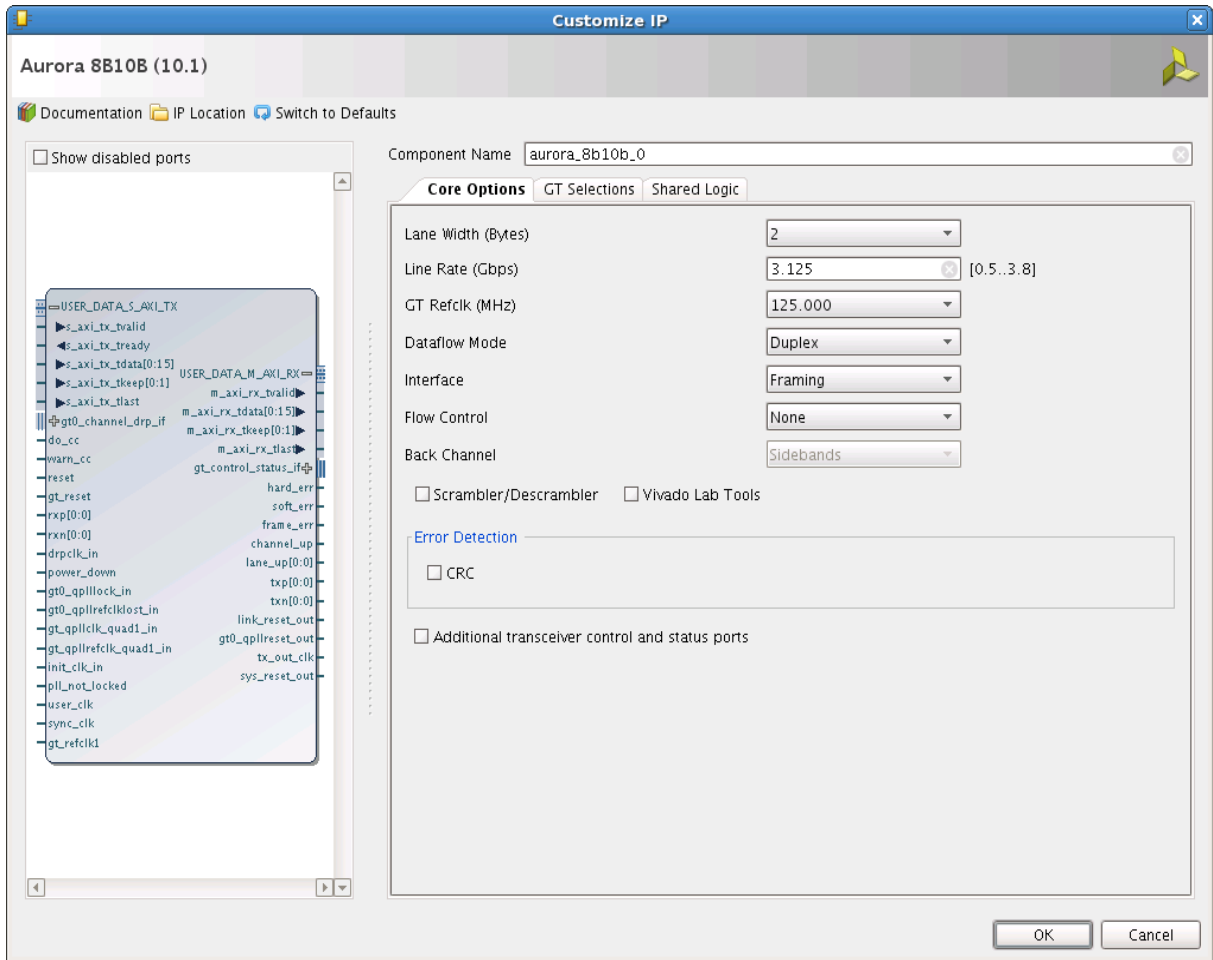 Customize IP
Aurora 8B10B (10.1)
Documentation IP Location Switch to Defaults
Show disabled ports
USER_DATA_S_AXI_TX
s_axi_tx_tvalid
s_axi_tx_tready
s_axi_tx_tdata[0:15]
s_axi_tx_tkeep[0:1]
s_axi_tx_tlast
gt0_channel_drp_if
do_cc
warn_cc
reset
gt_reset
rxp[0:0]
rxn[0:0]
drpclk_in
power_down
gt0_qplllock_in
gt0_qpllrefclklost_in
gt_qpllclk_quad1_in
gt_qpllrefclk_quad1_in
init_clk_in
pll_not_locked
user_clk
sync_clk
gt_refclk1
USER_DATA_M_AXI_RX
m_axi_rx_tvalid
m_axi_rx_tdata[0:15]
m_axi_rx_tkeep[0:1]
m_axi_rx_tlast
gt_control_status_if
hard_err
soft_err
frame_err
channel_up
lane_up[0:0]
txp[0:0]
txn[0:0]
link_reset_out
gt0_qpllreset_out
tx_out_clk
sys_reset_out
Component Name aurora_8b10b_0
Core Options GT Selections Shared Logic
Lane Width (Bytes) 2
Line Rate (Gbps) 3.125 [0.5..3.8]
GT Refclk (MHz) 125.000
Dataflow Mode Duplex
Interface Framing
Flow Control None
Back Channel Sidebands
Scrambler/Descrambler Vivado Lab Tools
Error Detection
CRC
Additional transceiver control and status ports
OK Cancel